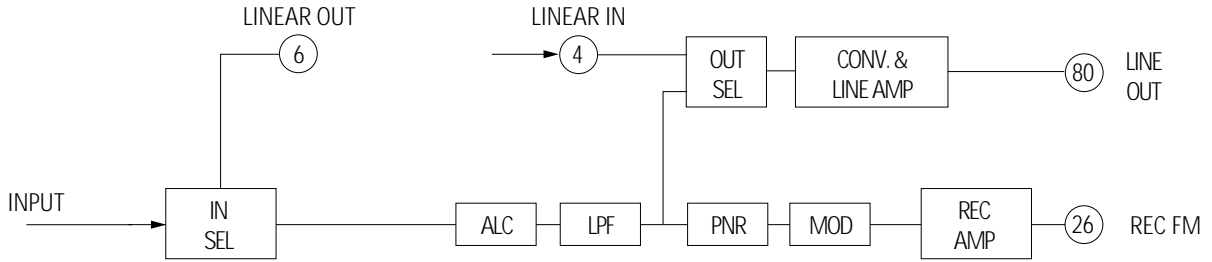 LINEAR OUT
LINEAR IN
6
4
OUT
SEL
CONV. &
LINE AMP
80
LINE
OUT
INPUT
IN
SEL
ALC
LPF
PNR
MOD
REC
AMP
26
REC FM